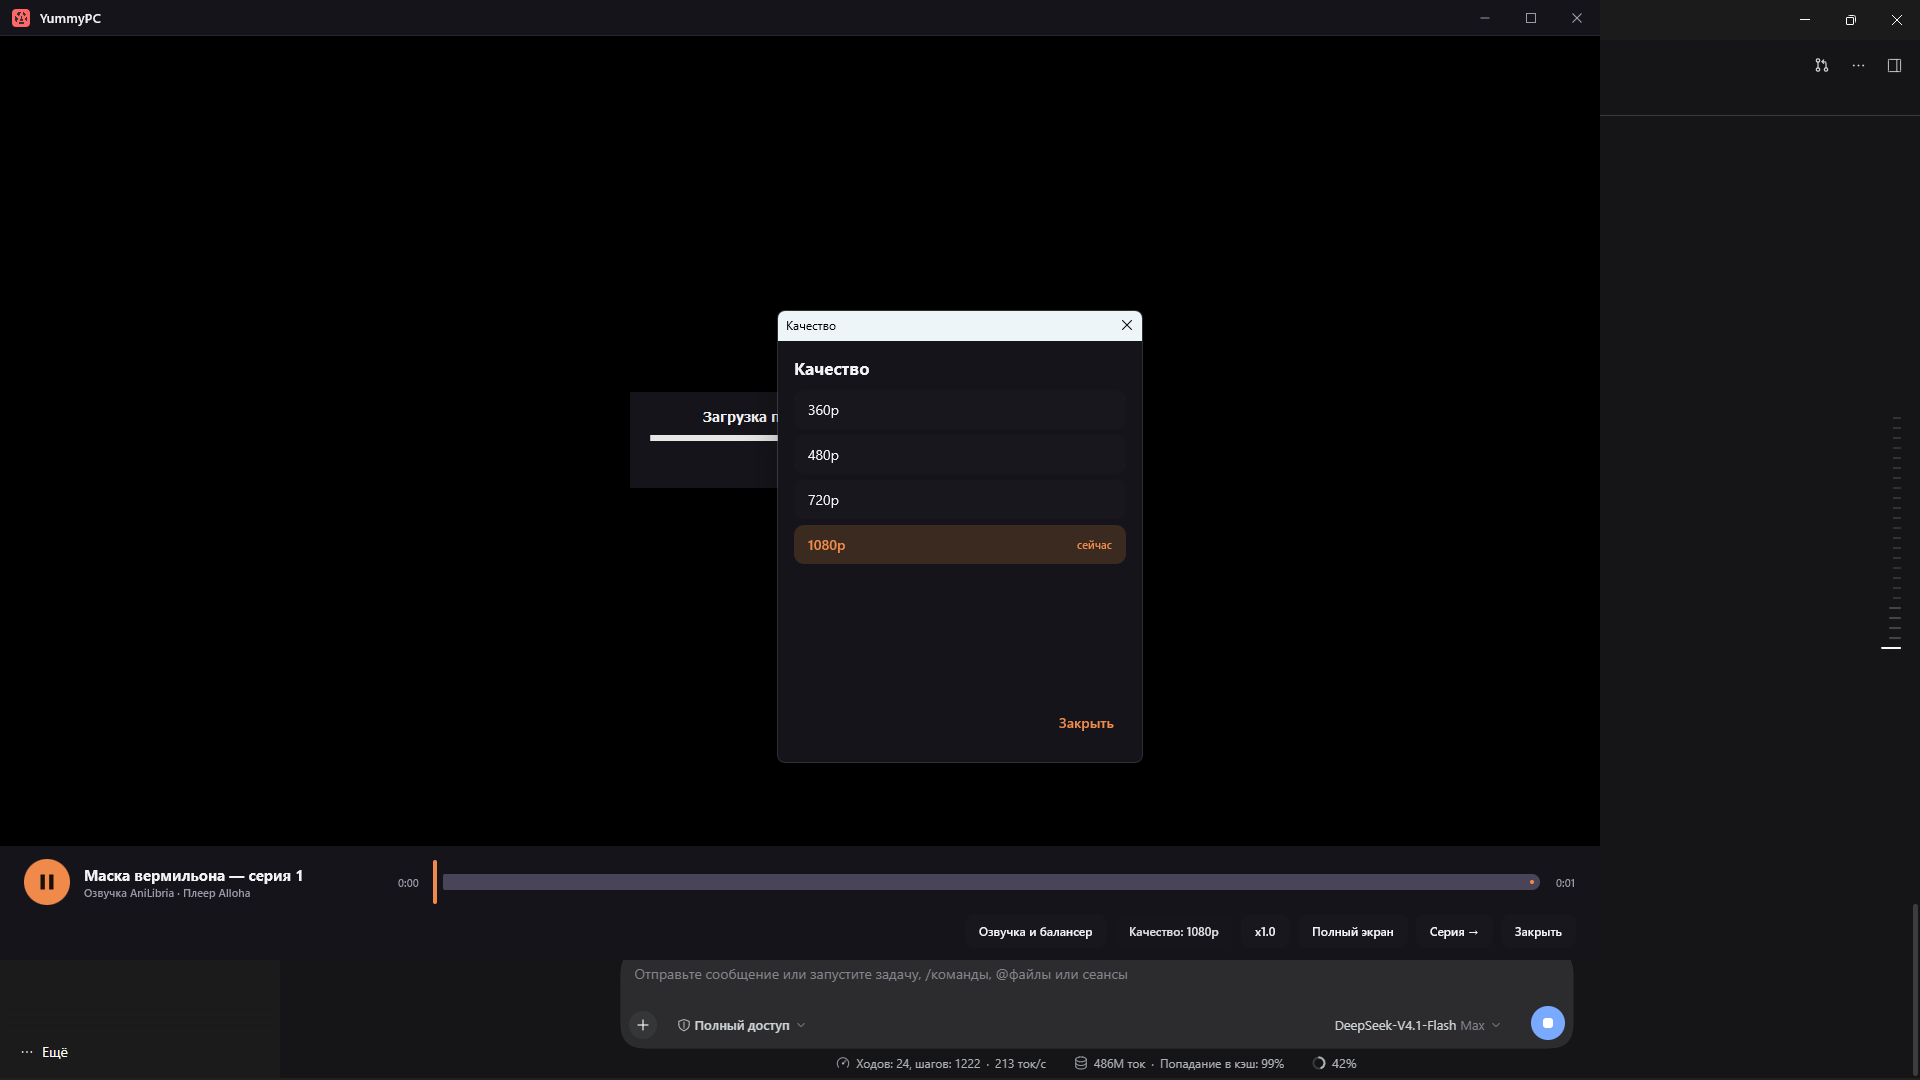 YummyPC
Качество
Качество
Загрузка
360p
480p
720p
1080p
сейчас
Закрыть
Маска вермильона — серия 1
Озвучка AniLibria · Плеер Alloha
0:00
0:01
Озвучка и балансер
Качество: 1080p
x1.0
Полный экран
Серия →
Закрыть
Отправьте сообщение или запустите задачу, /команды, @файлы или сеансы
Полный доступ
DeepSeek-V4.1-Flash Max
... Ещё
Ходов: 24, шагов: 1222 · 213 ток/с
486M ток · Попадание в кэш: 99%
42%